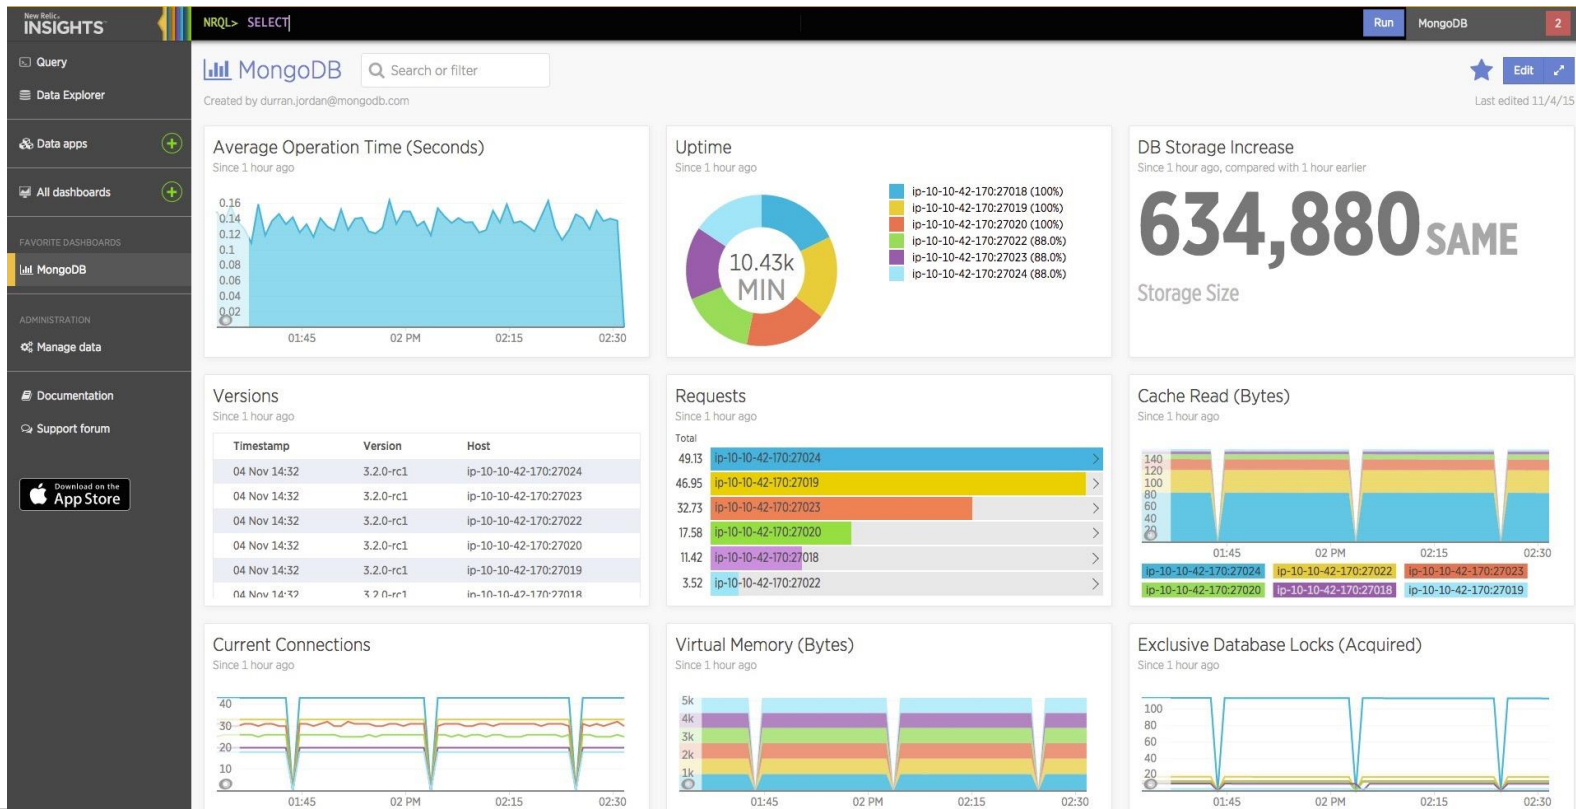 New Relic.
INSIGHTS
NRQL> SELECT
Run
MongoDB
2
Query
Data Explorer
Data apps
All dashboards
FAVORITE DASHBOARDS
MongoDB
ADMINISTRATION
Manage data
Documentation
Support forum
Download on the
App Store
MongoDB
Search or filter
Edit
Created by durran.jordan@mongodb.com
Last edited 11/4/15
Average Operation Time (Seconds)
Since 1 hour ago
0.16
0.14
0.12
0.1
0.08
0.06
0.04
0.02
01:45 02 PM 02:15 02:30
Uptime
Since 1 hour ago
10.43k
MIN
ip-10-10-42-170:27018 (100%)
ip-10-10-42-170:27019 (100%)
ip-10-10-42-170:27020 (100%)
ip-10-10-42-170:27022 (88.0%)
ip-10-10-42-170:27023 (88.0%)
ip-10-10-42-170:27024 (88.0%)
DB Storage Increase
Since 1 hour ago, compared with 1 hour earlier
634,880 SAME
Storage Size
Versions
Since 1 hour ago
Timestamp Version Host
04 Nov 14:32 3.2.0-rc1 ip-10-10-42-170:27024
04 Nov 14:32 3.2.0-rc1 ip-10-10-42-170:27023
04 Nov 14:32 3.2.0-rc1 ip-10-10-42-170:27022
04 Nov 14:32 3.2.0-rc1 ip-10-10-42-170:27020
04 Nov 14:32 3.2.0-rc1 ip-10-10-42-170:27019
04 Nov 14:32 3.2.0-rc1 ip-10-10-42-170:27018
Requests
Since 1 hour ago
Total
49.13 ip-10-10-42-170:27024
46.95 ip-10-10-42-170:27019
32.73 ip-10-10-42-170:27023
17.58 ip-10-10-42-170:27020
11.42 ip-10-10-42-170:27018
3.52 ip-10-10-42-170:27022
Cache Read (Bytes)
Since 1 hour ago
140
120
100
80
60
40
20
01:45 02 PM 02:15 02:30
ip-10-10-42-170:27024 ip-10-10-42-170:27022 ip-10-10-42-170:27023
ip-10-10-42-170:27020 ip-10-10-42-170:27018 ip-10-10-42-170:27019
Current Connections
Since 1 hour ago
40
30
20
10
01:45 02 PM 02:15 02:30
Virtual Memory (Bytes)
Since 1 hour ago
5k
4k
3k
2k
1k
01:45 02 PM 02:15 02:30
Exclusive Database Locks (Acquired)
Since 1 hour ago
100
80
60
40
20
01:45 02 PM 02:15 02:30